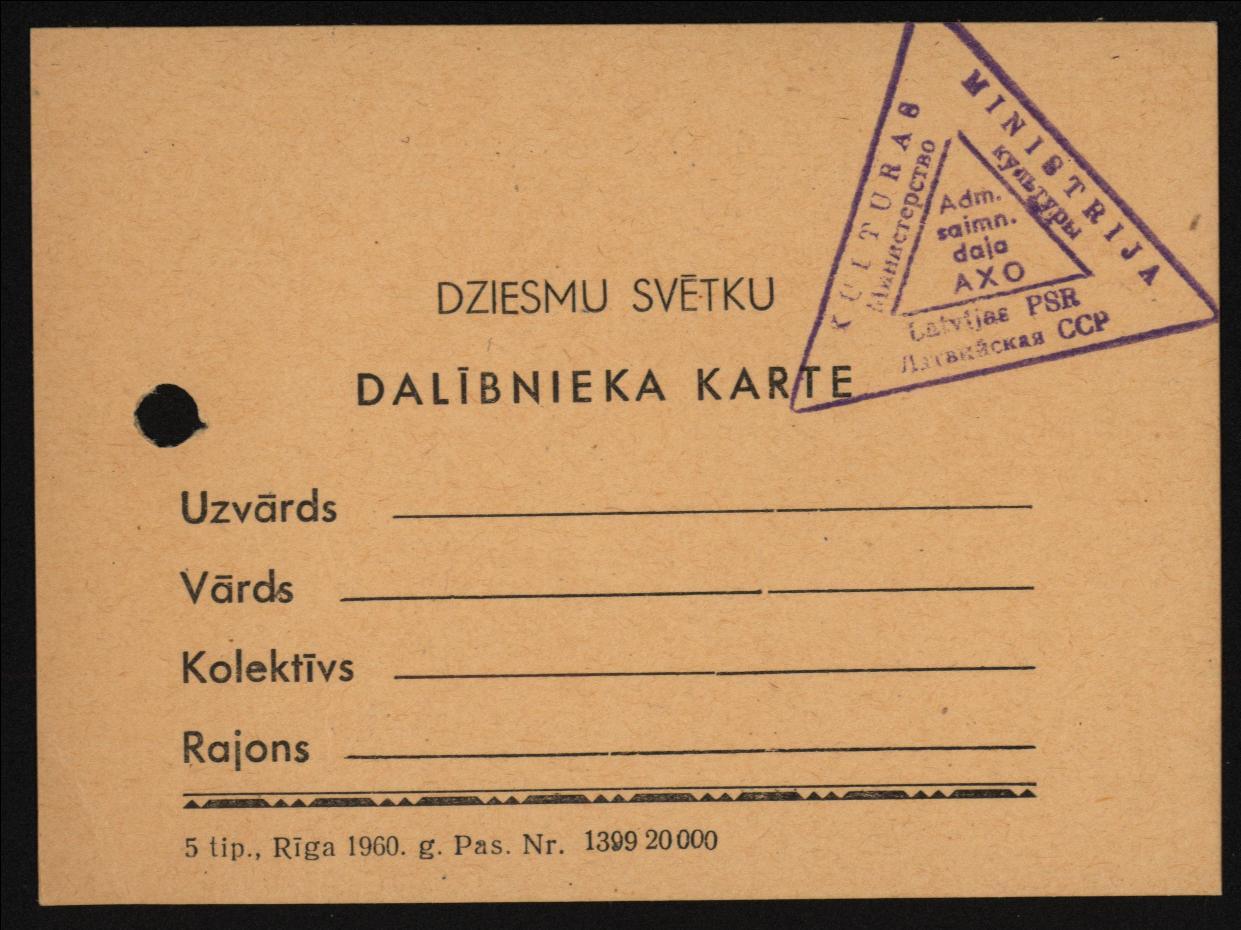 KULTURAS MINISTRIJA
Министерство культуры
Adm.
saimn.
daļa
AXO
Latvijas PSR
Латвийская ССР
DZIESMU SVĒTKU
DALĪBNIEKA KARTE
Uzvārds
Vārds
Kolektīvs
Rajons
5 tip., Rīga 1960. g. Pas. Nr. 1399 20000